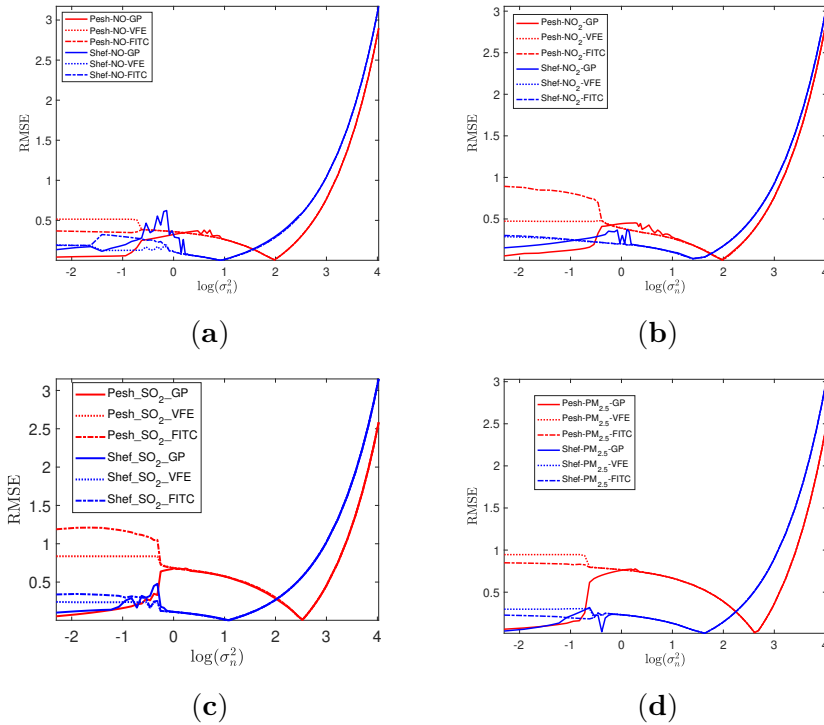 Pesh-NO-GP
Pesh-NO-VFE
Pesh-NO-FITC
Shef-NO-GP
Shef-NO-VFE
Shef-NO-FITC
RMSE
3
2.5
2
1.5
1
0.5
-2 -1 0 1 2 3 4
log(σ²ₙ)
(a)
Pesh-NO₂-GP
Pesh-NO₂-VFE
Pesh-NO₂-FITC
Shef-NO₂-GP
Shef-NO₂-VFE
Shef-NO₂-FITC
RMSE
3
2.5
2
1.5
1
0.5
-2 -1 0 1 2 3 4
log(σ²ₙ)
(b)
Pesh_SO₂_GP
Pesh_SO₂_VFE
Pesh_SO₂_FITC
Shef_SO₂_GP
Shef_SO₂_VFE
Shef_SO₂_FITC
RMSE
3
2.5
2
1.5
1
0.5
-2 -1 0 1 2 3 4
log(σ²ₙ)
(c)
Pesh-PM₂.₅-GP
Pesh-PM₂.₅-VFE
Pesh-PM₂.₅-FITC
Shef-PM₂.₅-GP
Shef-PM₂.₅-VFE
Shef-PM₂.₅-FITC
RMSE
3
2.5
2
1.5
1
0.5
-2 -1 0 1 2 3 4
log(σ²ₙ)
(d)